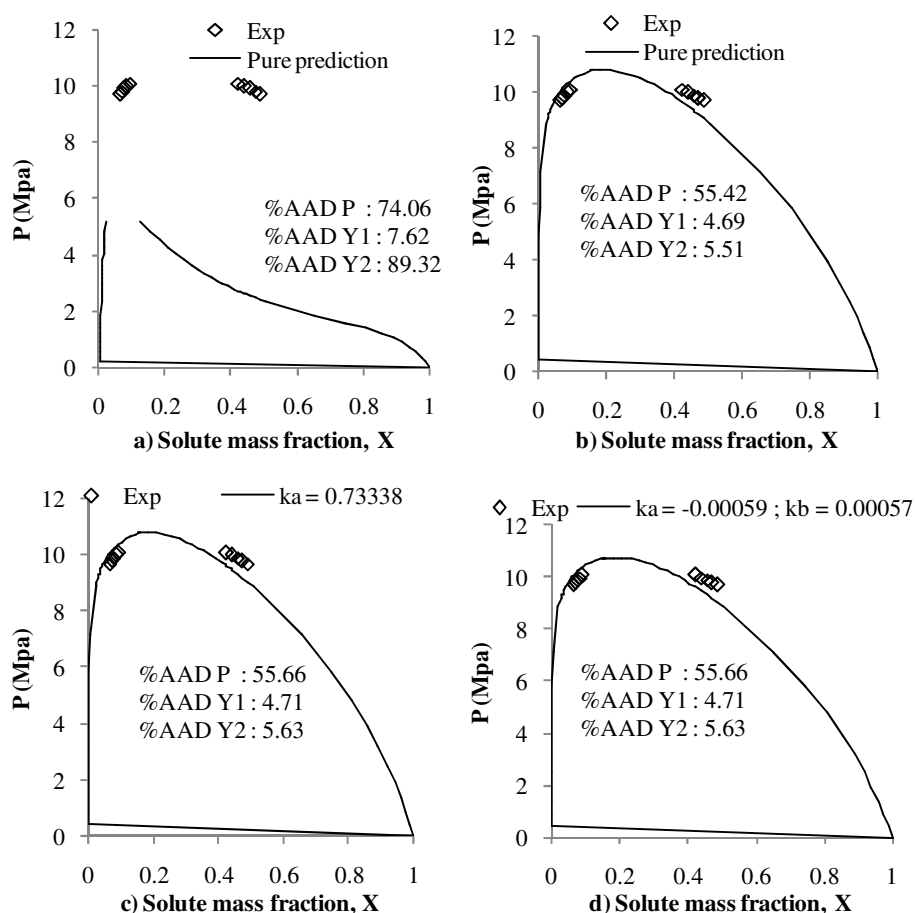 Exp
Pure prediction
12
10
8
6
4
2
0
P (Mpa)
%AAD P : 74.06
%AAD Y1 : 7.62
%AAD Y2 : 89.32
0 0.2 0.4 0.6 0.8 1
a) Solute mass fraction, X
Exp
Pure prediction
12
10
8
6
4
2
0
P (Mpa)
%AAD P : 55.42
%AAD Y1 : 4.69
%AAD Y2 : 5.51
0 0.2 0.4 0.6 0.8 1
b) Solute mass fraction, X
Exp ka = 0.73338
12
10
8
6
4
2
0
P (Mpa)
%AAD P : 55.66
%AAD Y1 : 4.71
%AAD Y2 : 5.63
0 0.2 0.4 0.6 0.8 1
c) Solute mass fraction, X
Exp ka = -0.00059 ; kb = 0.00057
12
10
8
6
4
2
0
P (Mpa)
%AAD P : 55.66
%AAD Y1 : 4.71
%AAD Y2 : 5.63
0 0.2 0.4 0.6 0.8 1
d) Solute mass fraction, X